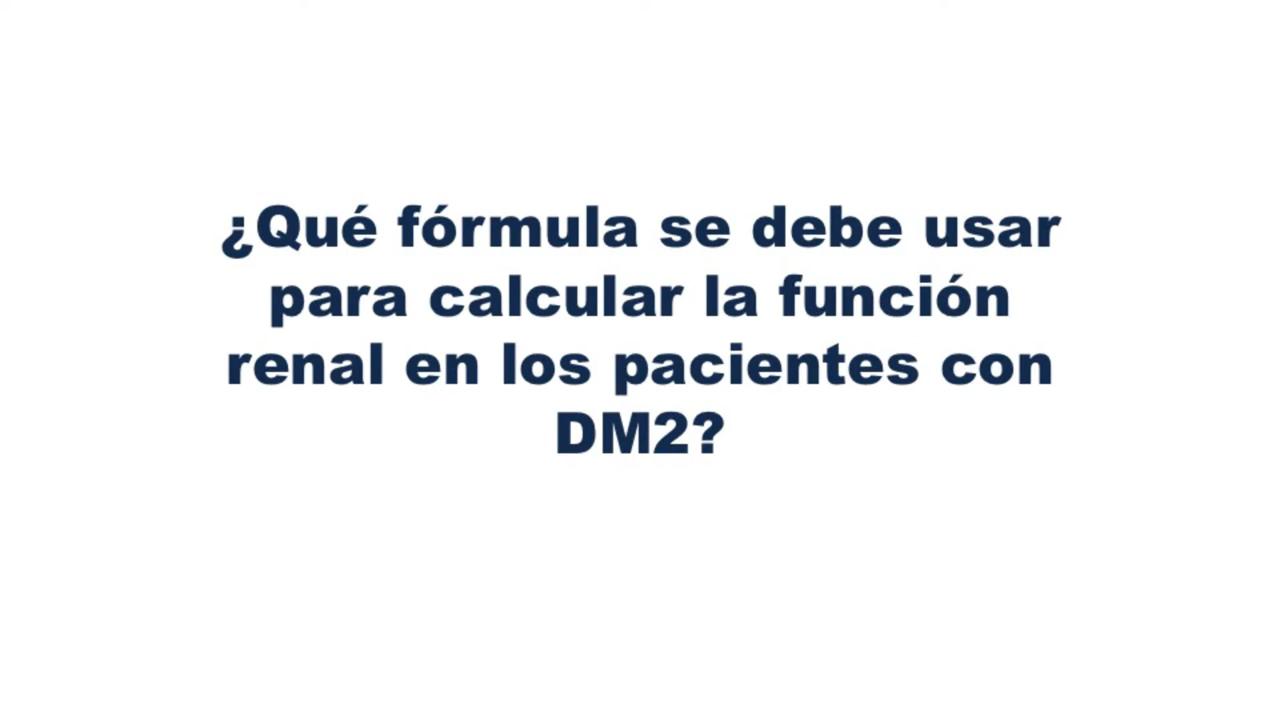 ¿Qué fórmula se debe usar
para calcular la función
renal en los pacientes con
DM2?